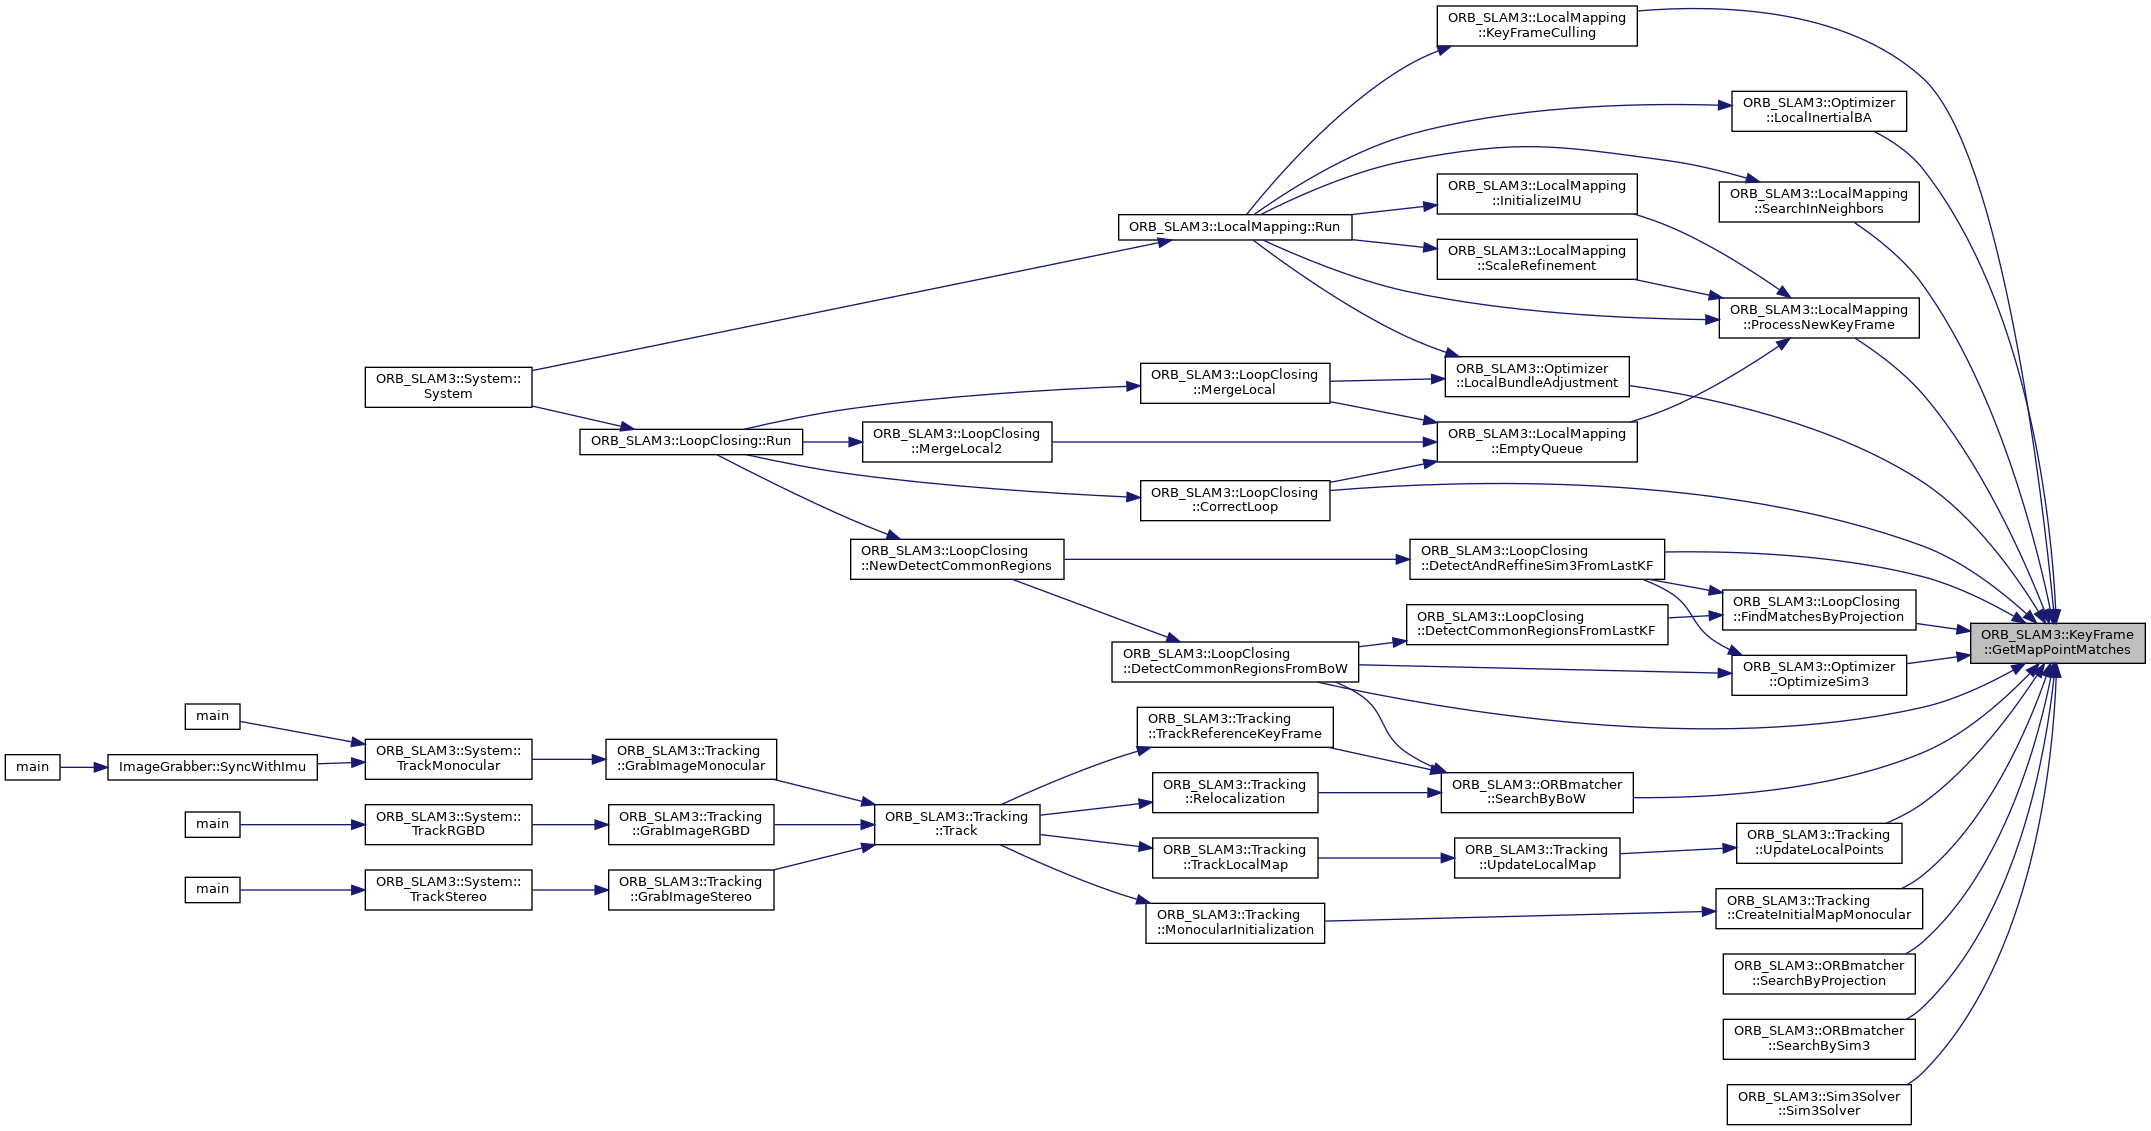 ORB_SLAM3::LocalMapping
::KeyFrameCulling
ORB_SLAM3::Optimizer
::LocalInertialBA
ORB_SLAM3::LocalMapping
::InitializeIMU
ORB_SLAM3::LocalMapping
::SearchInNeighbors
ORB_SLAM3::LocalMapping::Run
ORB_SLAM3::LocalMapping
::ScaleRefinement
ORB_SLAM3::LocalMapping
::ProcessNewKeyFrame
ORB_SLAM3::System::
System
ORB_SLAM3::LoopClosing
::MergeLocal
ORB_SLAM3::Optimizer
::LocalBundleAdjustment
ORB_SLAM3::LoopClosing::Run
ORB_SLAM3::LoopClosing
::MergeLocal2
ORB_SLAM3::LocalMapping
::EmptyQueue
ORB_SLAM3::LoopClosing
::CorrectLoop
ORB_SLAM3::LoopClosing
::NewDetectCommonRegions
ORB_SLAM3::LoopClosing
::DetectAndReffineSim3FromLastKF
ORB_SLAM3::LoopClosing
::FindMatchesByProjection
ORB_SLAM3::LoopClosing
::DetectCommonRegionsFromLastKF
ORB_SLAM3::KeyFrame
::GetMapPointMatches
ORB_SLAM3::LoopClosing
::DetectCommonRegionsFromBoW
ORB_SLAM3::Optimizer
::OptimizeSim3
main
ORB_SLAM3::Tracking
::TrackReferenceKeyFrame
main
ImageGrabber::SyncWithImu
ORB_SLAM3::System::
TrackMonocular
ORB_SLAM3::Tracking
::GrabImageMonocular
ORB_SLAM3::Tracking
::Relocalization
ORB_SLAM3::ORBmatcher
::SearchByBoW
main
ORB_SLAM3::System::
TrackRGBD
ORB_SLAM3::Tracking
::GrabImageRGBD
ORB_SLAM3::Tracking
::Track
ORB_SLAM3::Tracking
::TrackLocalMap
ORB_SLAM3::Tracking
::UpdateLocalMap
ORB_SLAM3::Tracking
::UpdateLocalPoints
main
ORB_SLAM3::System::
TrackStereo
ORB_SLAM3::Tracking
::GrabImageStereo
ORB_SLAM3::Tracking
::MonocularInitialization
ORB_SLAM3::Tracking
::CreateInitialMapMonocular
ORB_SLAM3::ORBmatcher
::SearchByProjection
ORB_SLAM3::ORBmatcher
::SearchBySim3
ORB_SLAM3::Sim3Solver
::Sim3Solver